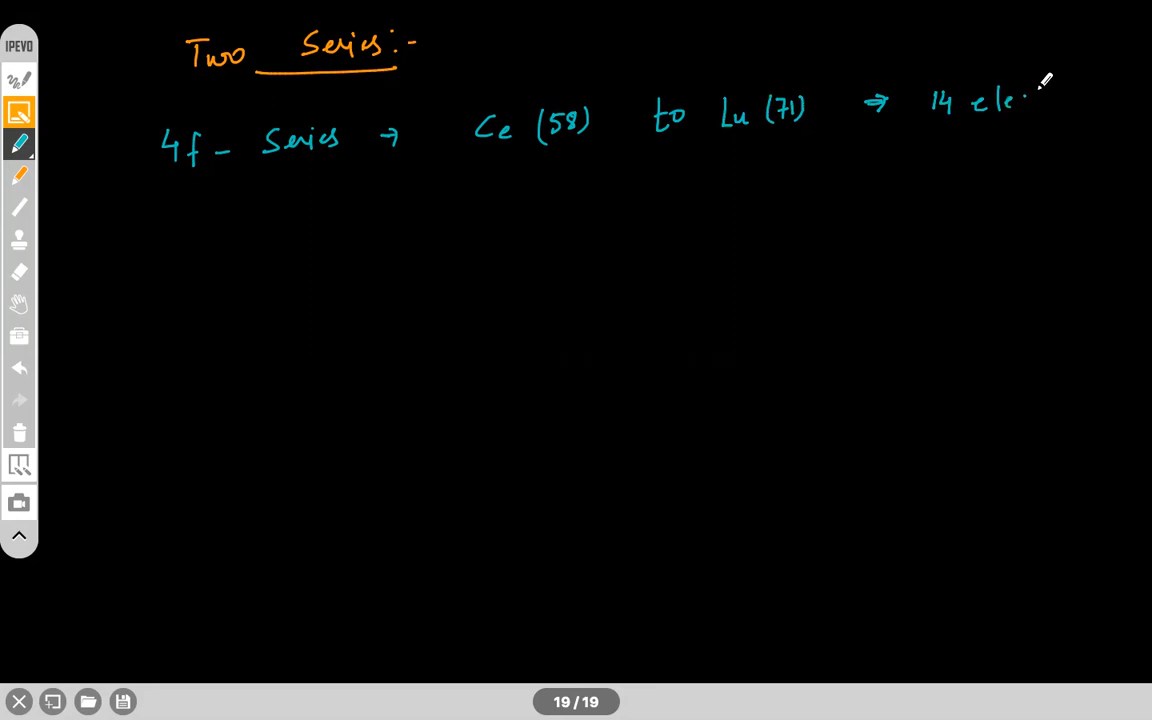 IPEVO
Two Series:-
4f - Series → Ce (58) to Lu (71) → 14 ele.
19 / 19